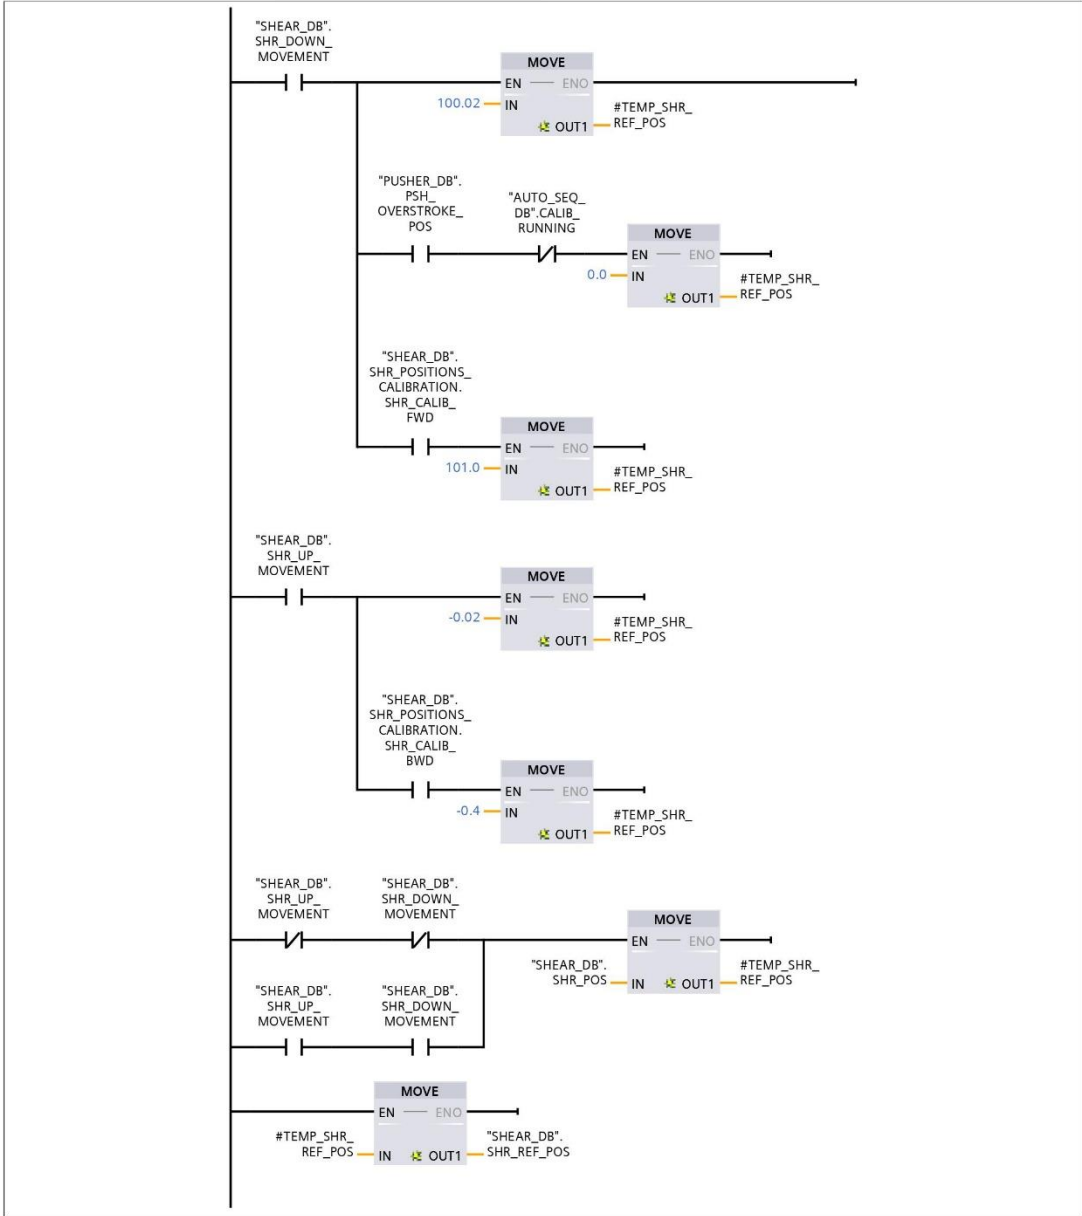 "SHEAR_DB".
SHR_DOWN_
MOVEMENT
MOVE
EN ENO
100.02 IN
OUT1
#TEMP_SHR_
REF_POS
"PUSHER_DB".
PSH_
OVERSTROKE_
POS
"AUTO_SEQ_
DB".CALIB_
RUNNING
MOVE
EN ENO
0.0 IN
OUT1
#TEMP_SHR_
REF_POS
"SHEAR_DB".
SHR_POSITIONS_
CALIBRATION.
SHR_CALIB_
FWD
MOVE
EN ENO
101.0 IN
OUT1
#TEMP_SHR_
REF_POS
"SHEAR_DB".
SHR_UP_
MOVEMENT
MOVE
EN ENO
-0.02 IN
OUT1
#TEMP_SHR_
REF_POS
"SHEAR_DB".
SHR_POSITIONS_
CALIBRATION.
SHR_CALIB_
BWD
MOVE
EN ENO
-0.4 IN
OUT1
#TEMP_SHR_
REF_POS
"SHEAR_DB".
SHR_UP_
MOVEMENT
"SHEAR_DB".
SHR_DOWN_
MOVEMENT
MOVE
EN ENO
"SHEAR_DB".
SHR_POS
IN OUT1
#TEMP_SHR_
REF_POS
"SHEAR_DB".
SHR_UP_
MOVEMENT
"SHEAR_DB".
SHR_DOWN_
MOVEMENT
MOVE
EN ENO
#TEMP_SHR_
REF_POS
IN OUT1
"SHEAR_DB".
SHR_REF_POS